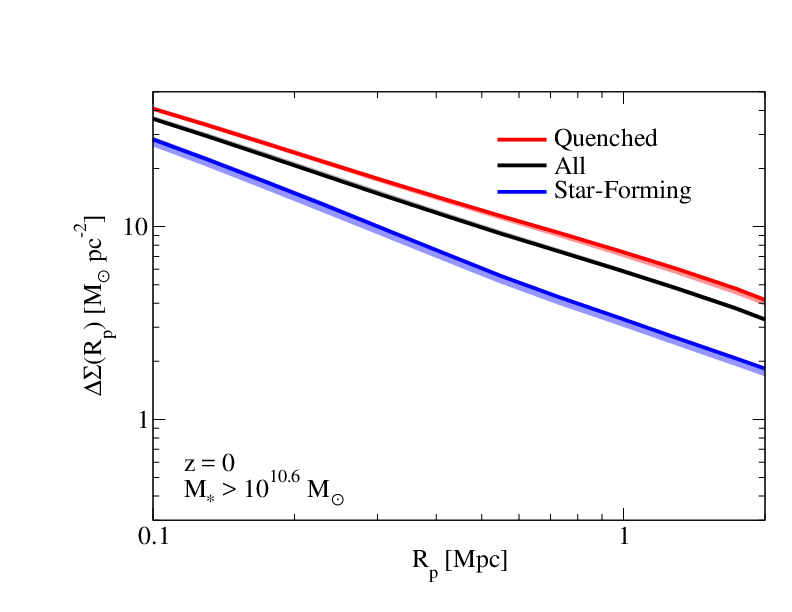 Quenched
All
Star-Forming
10
1
ΔΣ(Rₚ) [M☉ pc⁻²]
z = 0
M* > 10^10.6 M☉
0.1
1
Rₚ [Mpc]